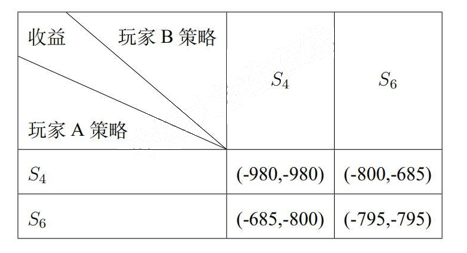 收益 玩家 B 策略
玩家 A 策略
S₄ S₆
S₄ (-980,-980) (-800,-685)
S₆ (-685,-800) (-795,-795)